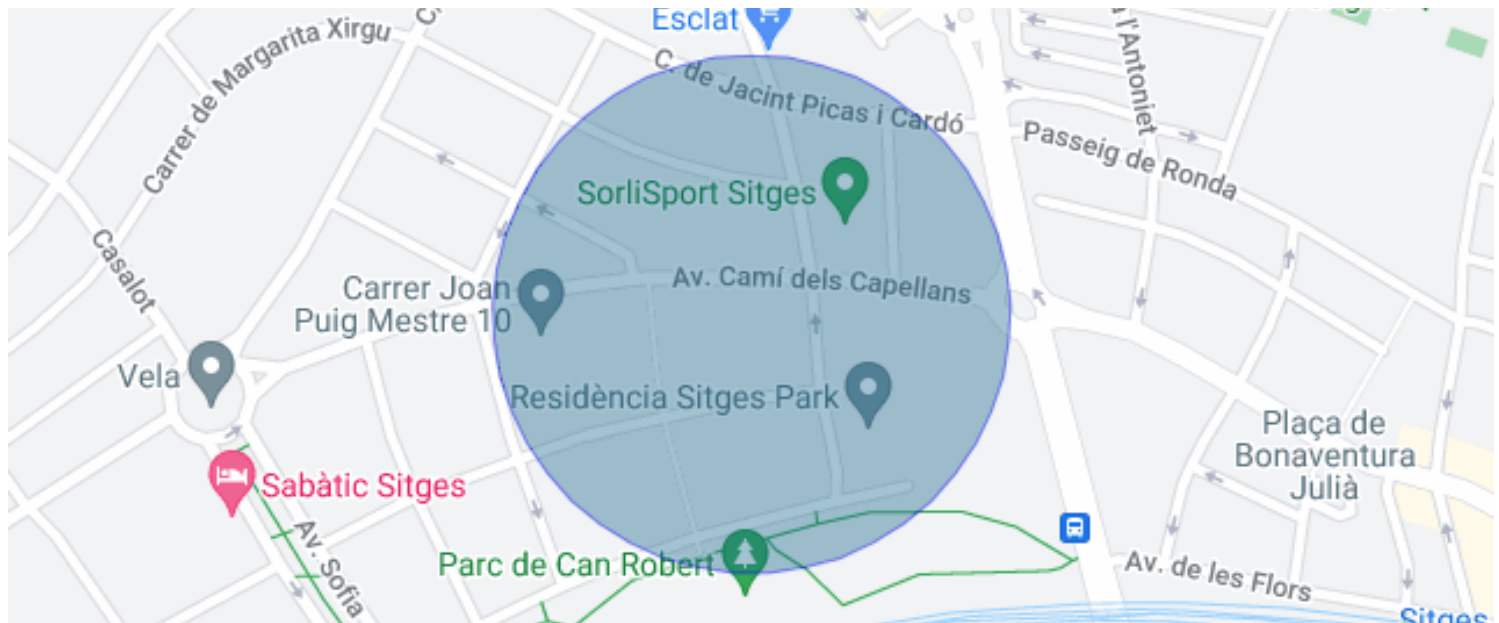 Esclat
Carrer de Margarita Xirgu
C. de Jacint Picas i Cardó
a l'Antoniet
Passeig de Ronda
SorliSport Sitges
Casalot
Av. Camí dels Capellans
Carrer Joan
Puig Mestre 10
Vela
Residència Sitges Park
Plaça de
Bonaventura
Julià
Sabàtic Sitges
Av. Sofia
Parc de Can Robert
Av. de les Flors
Sitges